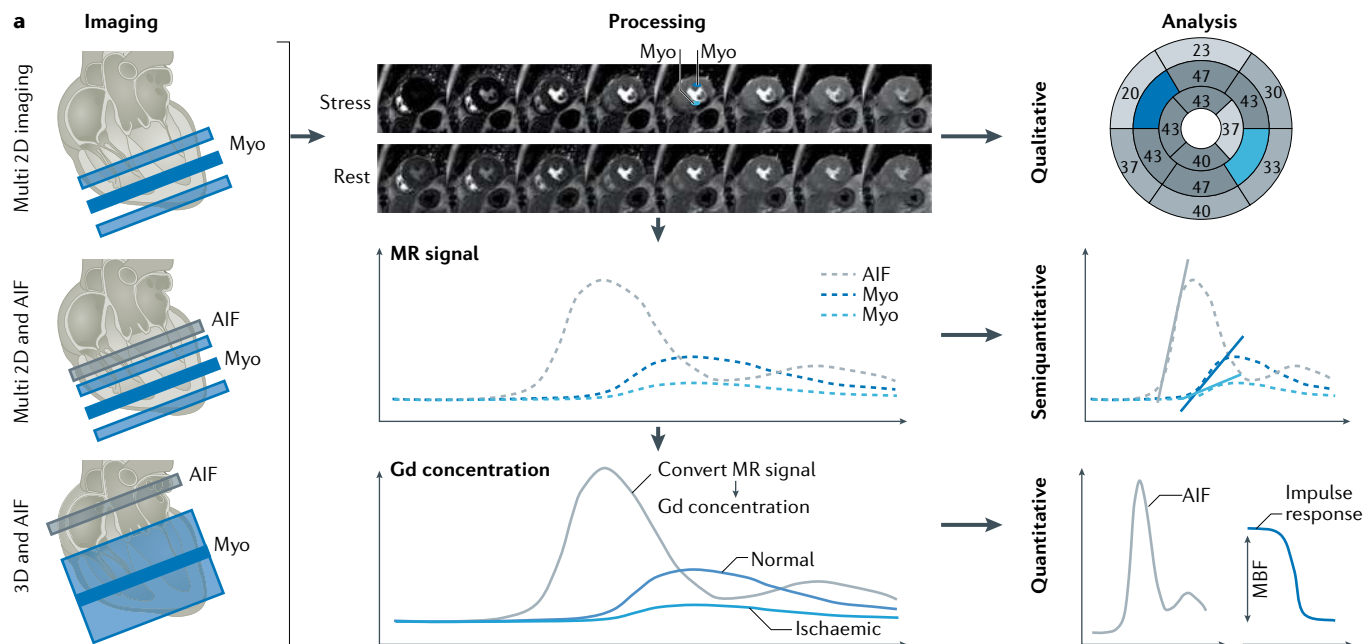 a
Imaging
Processing
Analysis
Multi 2D imaging
Myo
Myo
Myo
Stress
Rest
Qualitative
23
47
20
43
43
30
43
37
37
43
40
33
47
40
Multi 2D and AIF
AIF
Myo
MR signal
AIF
Myo
Myo
Semiquantitative
3D and AIF
AIF
Myo
Gd concentration
Convert MR signal
Gd concentration
Normal
Ischaemic
Quantitative
AIF
Impulse
response
MBF